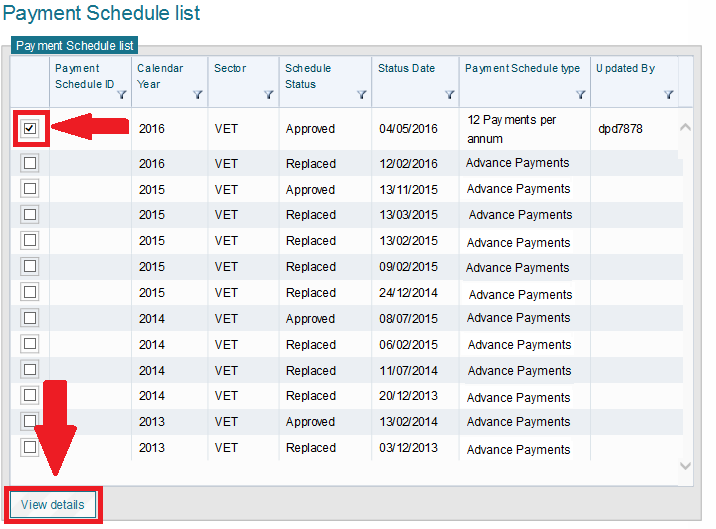 Payment Schedule list
Payment Schedule list
Payment Schedule ID Calendar Year Sector Schedule Status Status Date Payment Schedule type Updated By
2016 VET Approved 04/05/2016 12 Payments per annum dpd7878
2016 VET Replaced 12/02/2016 Advance Payments
2015 VET Approved 13/11/2015 Advance Payments
2015 VET Replaced 13/03/2015 Advance Payments
2015 VET Replaced 13/02/2015 Advance Payments
2015 VET Replaced 09/02/2015 Advance Payments
2015 VET Replaced 24/12/2014 Advance Payments
2014 VET Approved 08/07/2015 Advance Payments
2014 VET Replaced 06/02/2015 Advance Payments
2014 VET Replaced 11/07/2014 Advance Payments
2014 VET Replaced 20/12/2013 Advance Payments
2013 VET Approved 13/02/2014 Advance Payments
2013 VET Replaced 03/12/2013 Advance Payments
View details